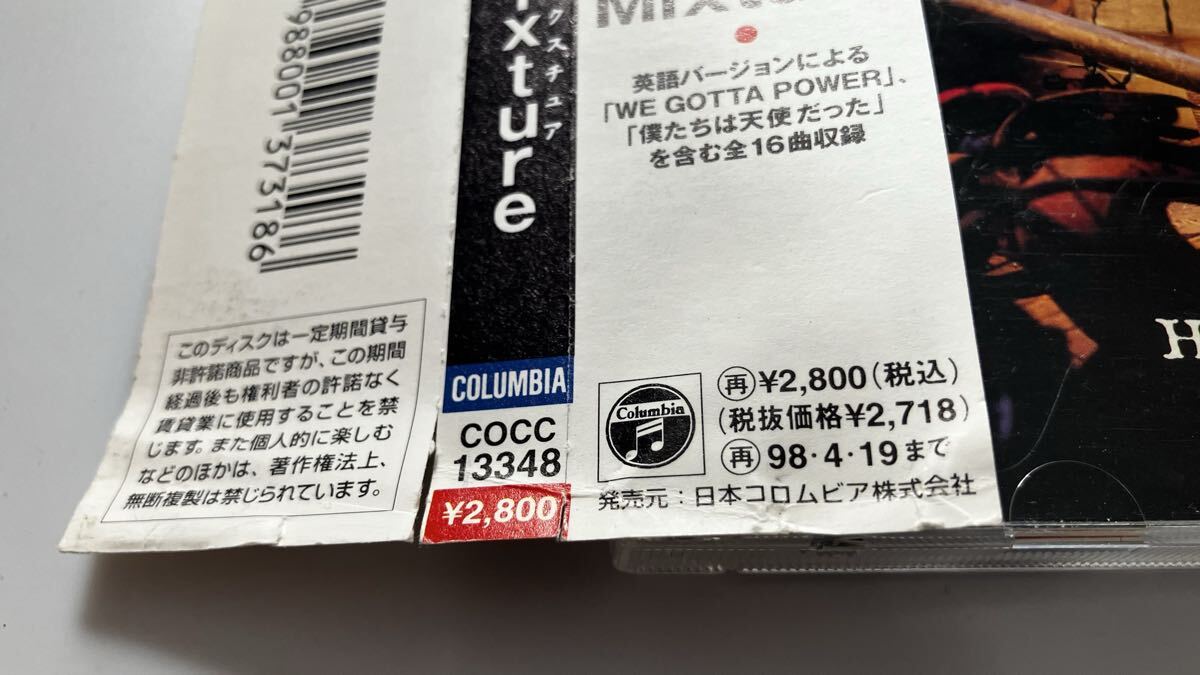 988001 373186
このディスクは一定期間貸与
非許諾商品ですが、この期間
経過後も権利者の許諾なく
賃貸業に使用することを禁
じます。また個人的に楽しむ
などのほかは、著作権法上、
無断複製は禁じられています。
ixture
クスチュア
COLUMBIA
COCC
13348
¥2,800
英語バージョンによる
「WE GOTTA POWER」、
「僕たちは天使だった」
を含む全16曲収録
Columbia
再 ¥2,800(税込)
(税抜価格¥2,718)
再 98・4・19まで
発売元：日本コロムビア株式会社
H